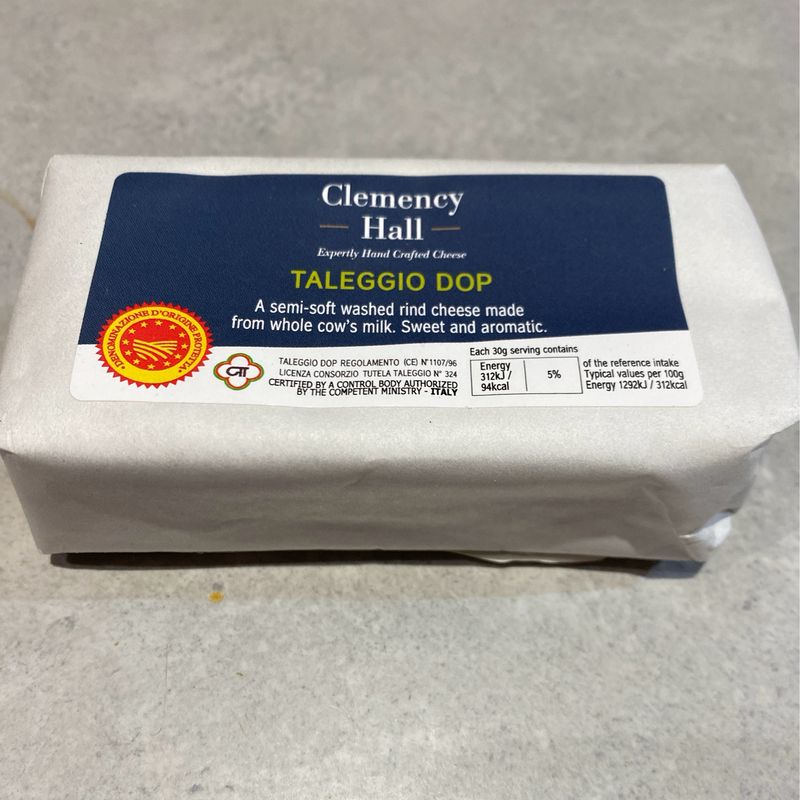 Clemency
Hall
Expertly Hand Crafted Cheese
TALEGGIO DOP
A semi-soft washed rind cheese made
from whole cow's milk. Sweet and aromatic.
DENOMINAZIONE D'ORIGINE PROTETTA
CTT
TALEGGIO DOP REGOLAMENTO (CE) N°1107/96
LICENZA CONSORZIO TUTELA TALEGGIO N° 324
CERTIFIED BY A CONTROL BODY AUTHORIZED
BY THE COMPETENT MINISTRY - ITALY
Each 30g serving contains
Energy
312kJ /
94kcal
5%
of the reference intake
Typical values per 100g
Energy 1292kJ / 312kcal